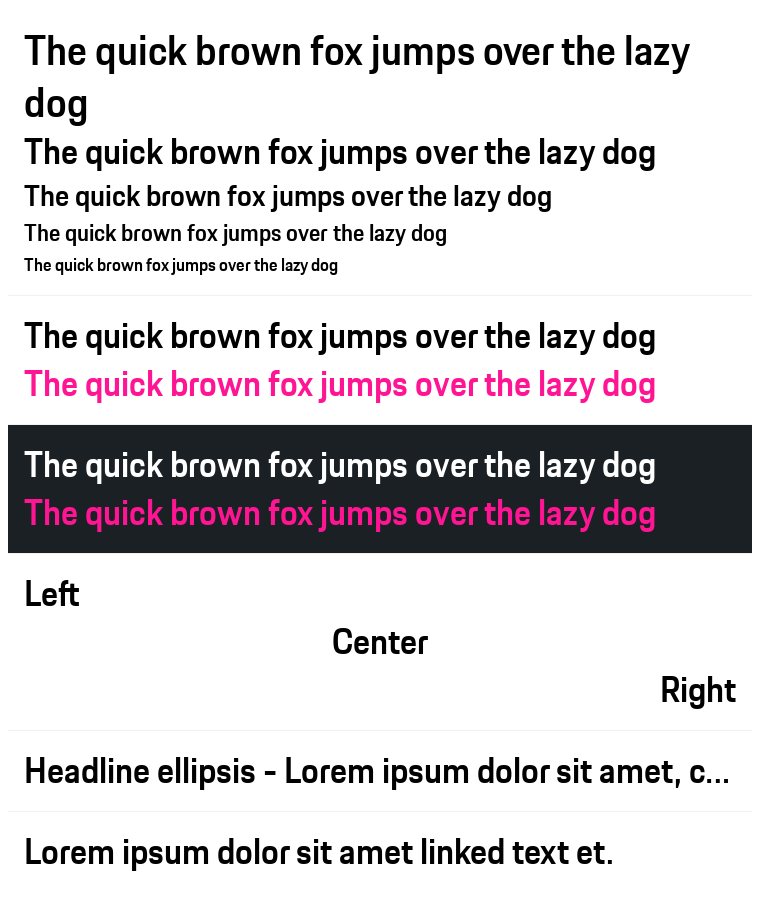 The quick brown fox jumps over the lazy
dog
The quick brown fox jumps over the lazy dog
The quick brown fox jumps over the lazy dog
The quick brown fox jumps over the lazy dog
The quick brown fox jumps over the lazy dog
The quick brown fox jumps over the lazy dog
The quick brown fox jumps over the lazy dog
The quick brown fox jumps over the lazy dog
The quick brown fox jumps over the lazy dog
Left
Center
Right
Headline ellipsis - Lorem ipsum dolor sit amet, c...
Lorem ipsum dolor sit amet linked text et.